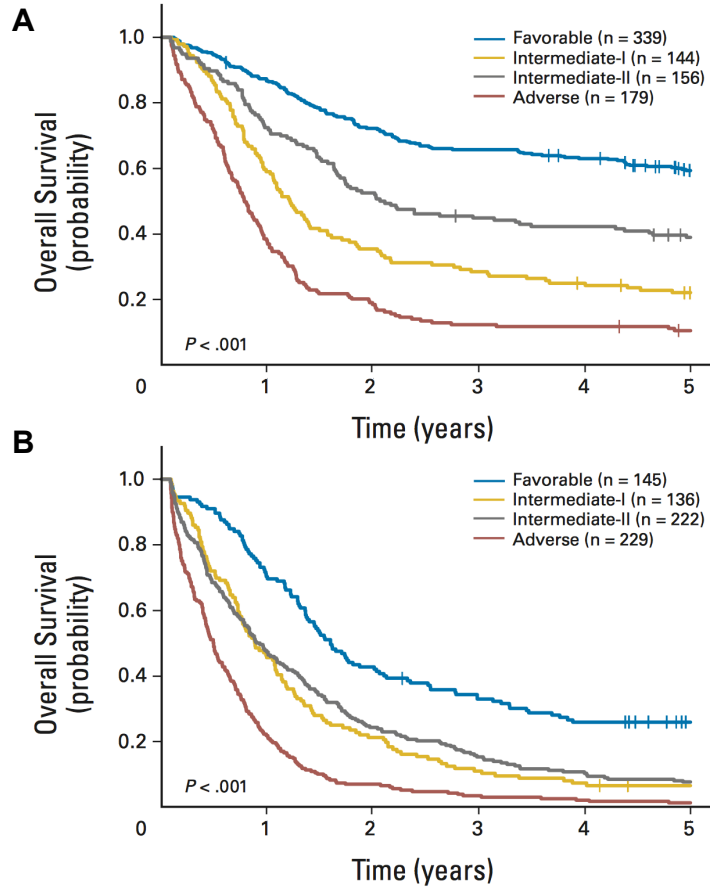 A
Favorable (n = 339)
Intermediate-I (n = 144)
Intermediate-II (n = 156)
Adverse (n = 179)
1.0
0.8
0.6
0.4
0.2
Overall Survival
(probability)
P < .001
0 1 2 3 4 5
Time (years)
B
Favorable (n = 145)
Intermediate-I (n = 136)
Intermediate-II (n = 222)
Adverse (n = 229)
1.0
0.8
0.6
0.4
0.2
Overall Survival
(probability)
P < .001
0 1 2 3 4 5
Time (years)